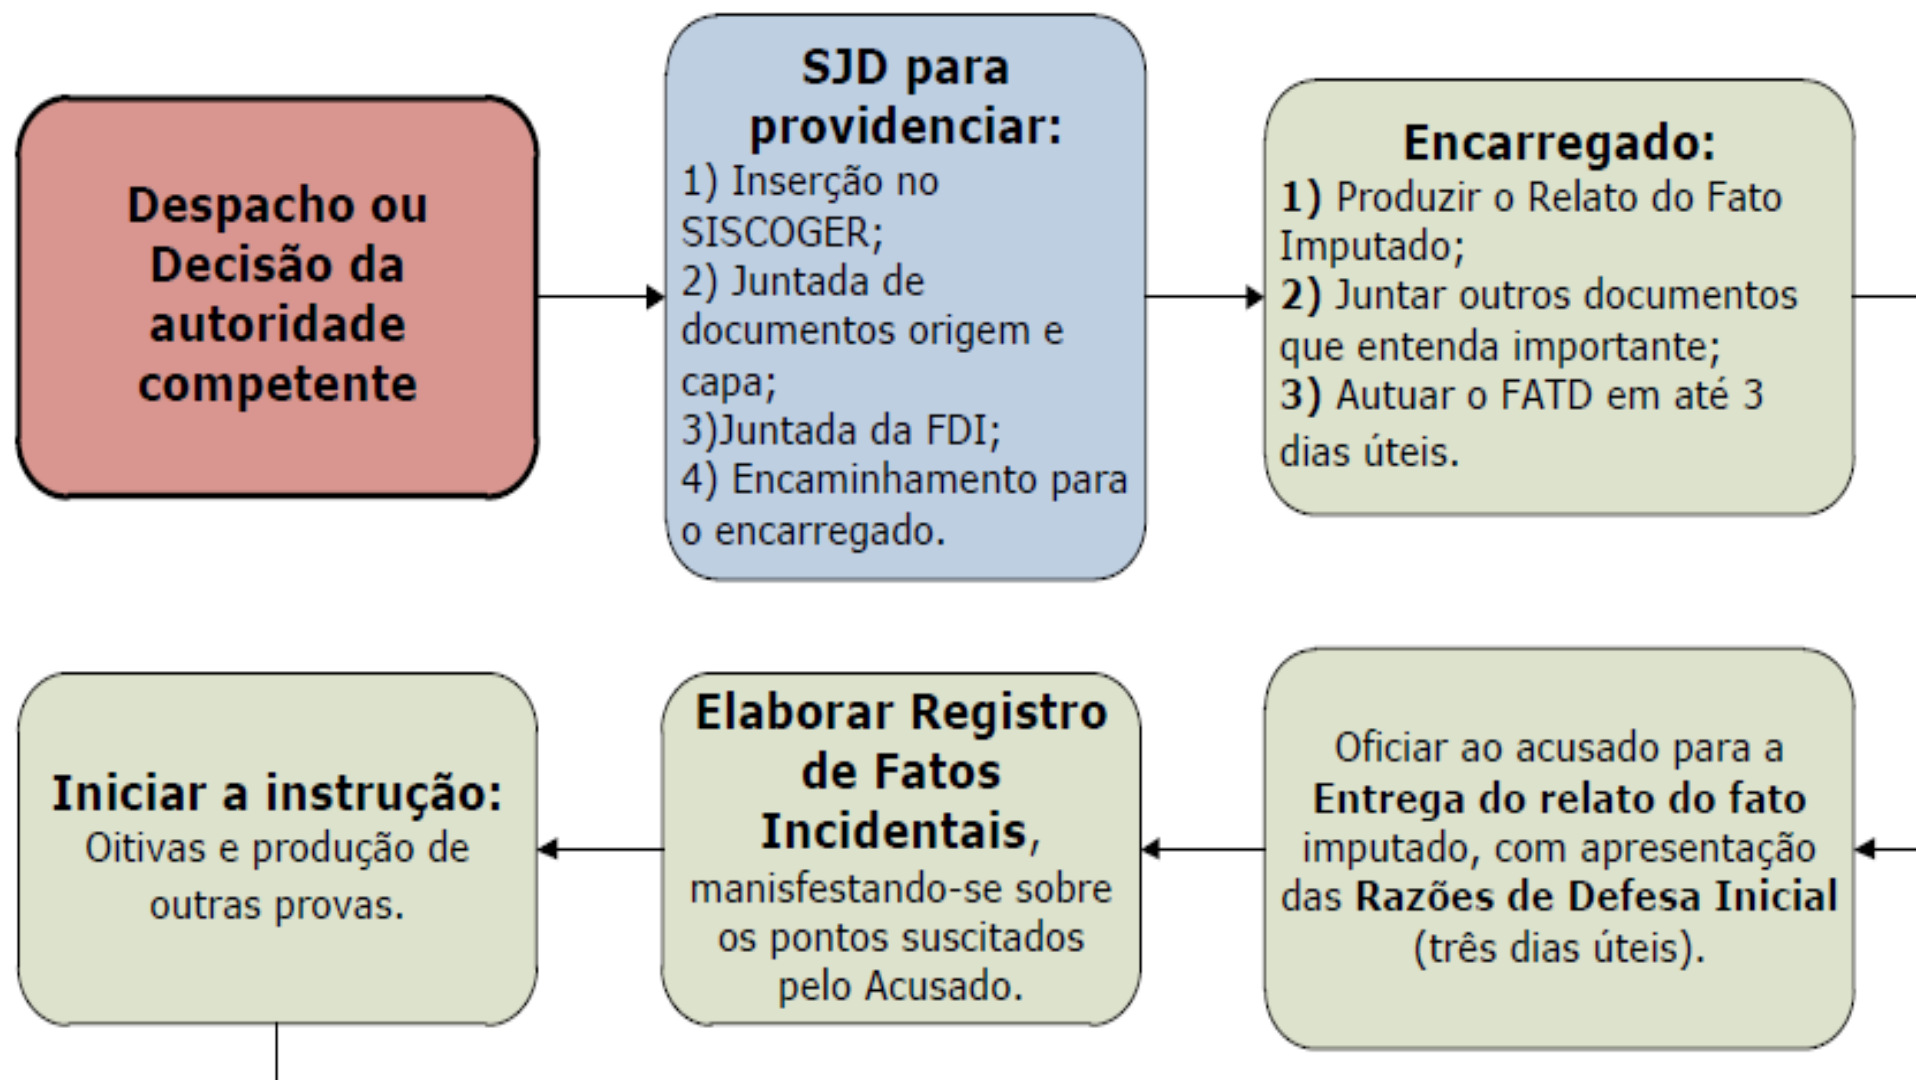 Despacho ou
Decisão da
autoridade
competente
SJD para
providenciar:
1) Inserção no
SISCOGER;
2) Juntada de
documentos origem e
capa;
3)Juntada da FDI;
4) Encaminhamento para
o encarregado.
Encarregado:
1) Produzir o Relato do Fato
Imputado;
2) Juntar outros documentos
que entenda importante;
3) Autuar o FATD em até 3
dias úteis.
Oficiar ao acusado para a
Entrega do relato do fato
imputado, com apresentação
das Razões de Defesa Inicial
(três dias úteis).
Elaborar Registro
de Fatos
Incidentais,
manisfestando-se sobre
os pontos suscitados
pelo Acusado.
Iniciar a instrução:
Oitivas e produção de
outras provas.